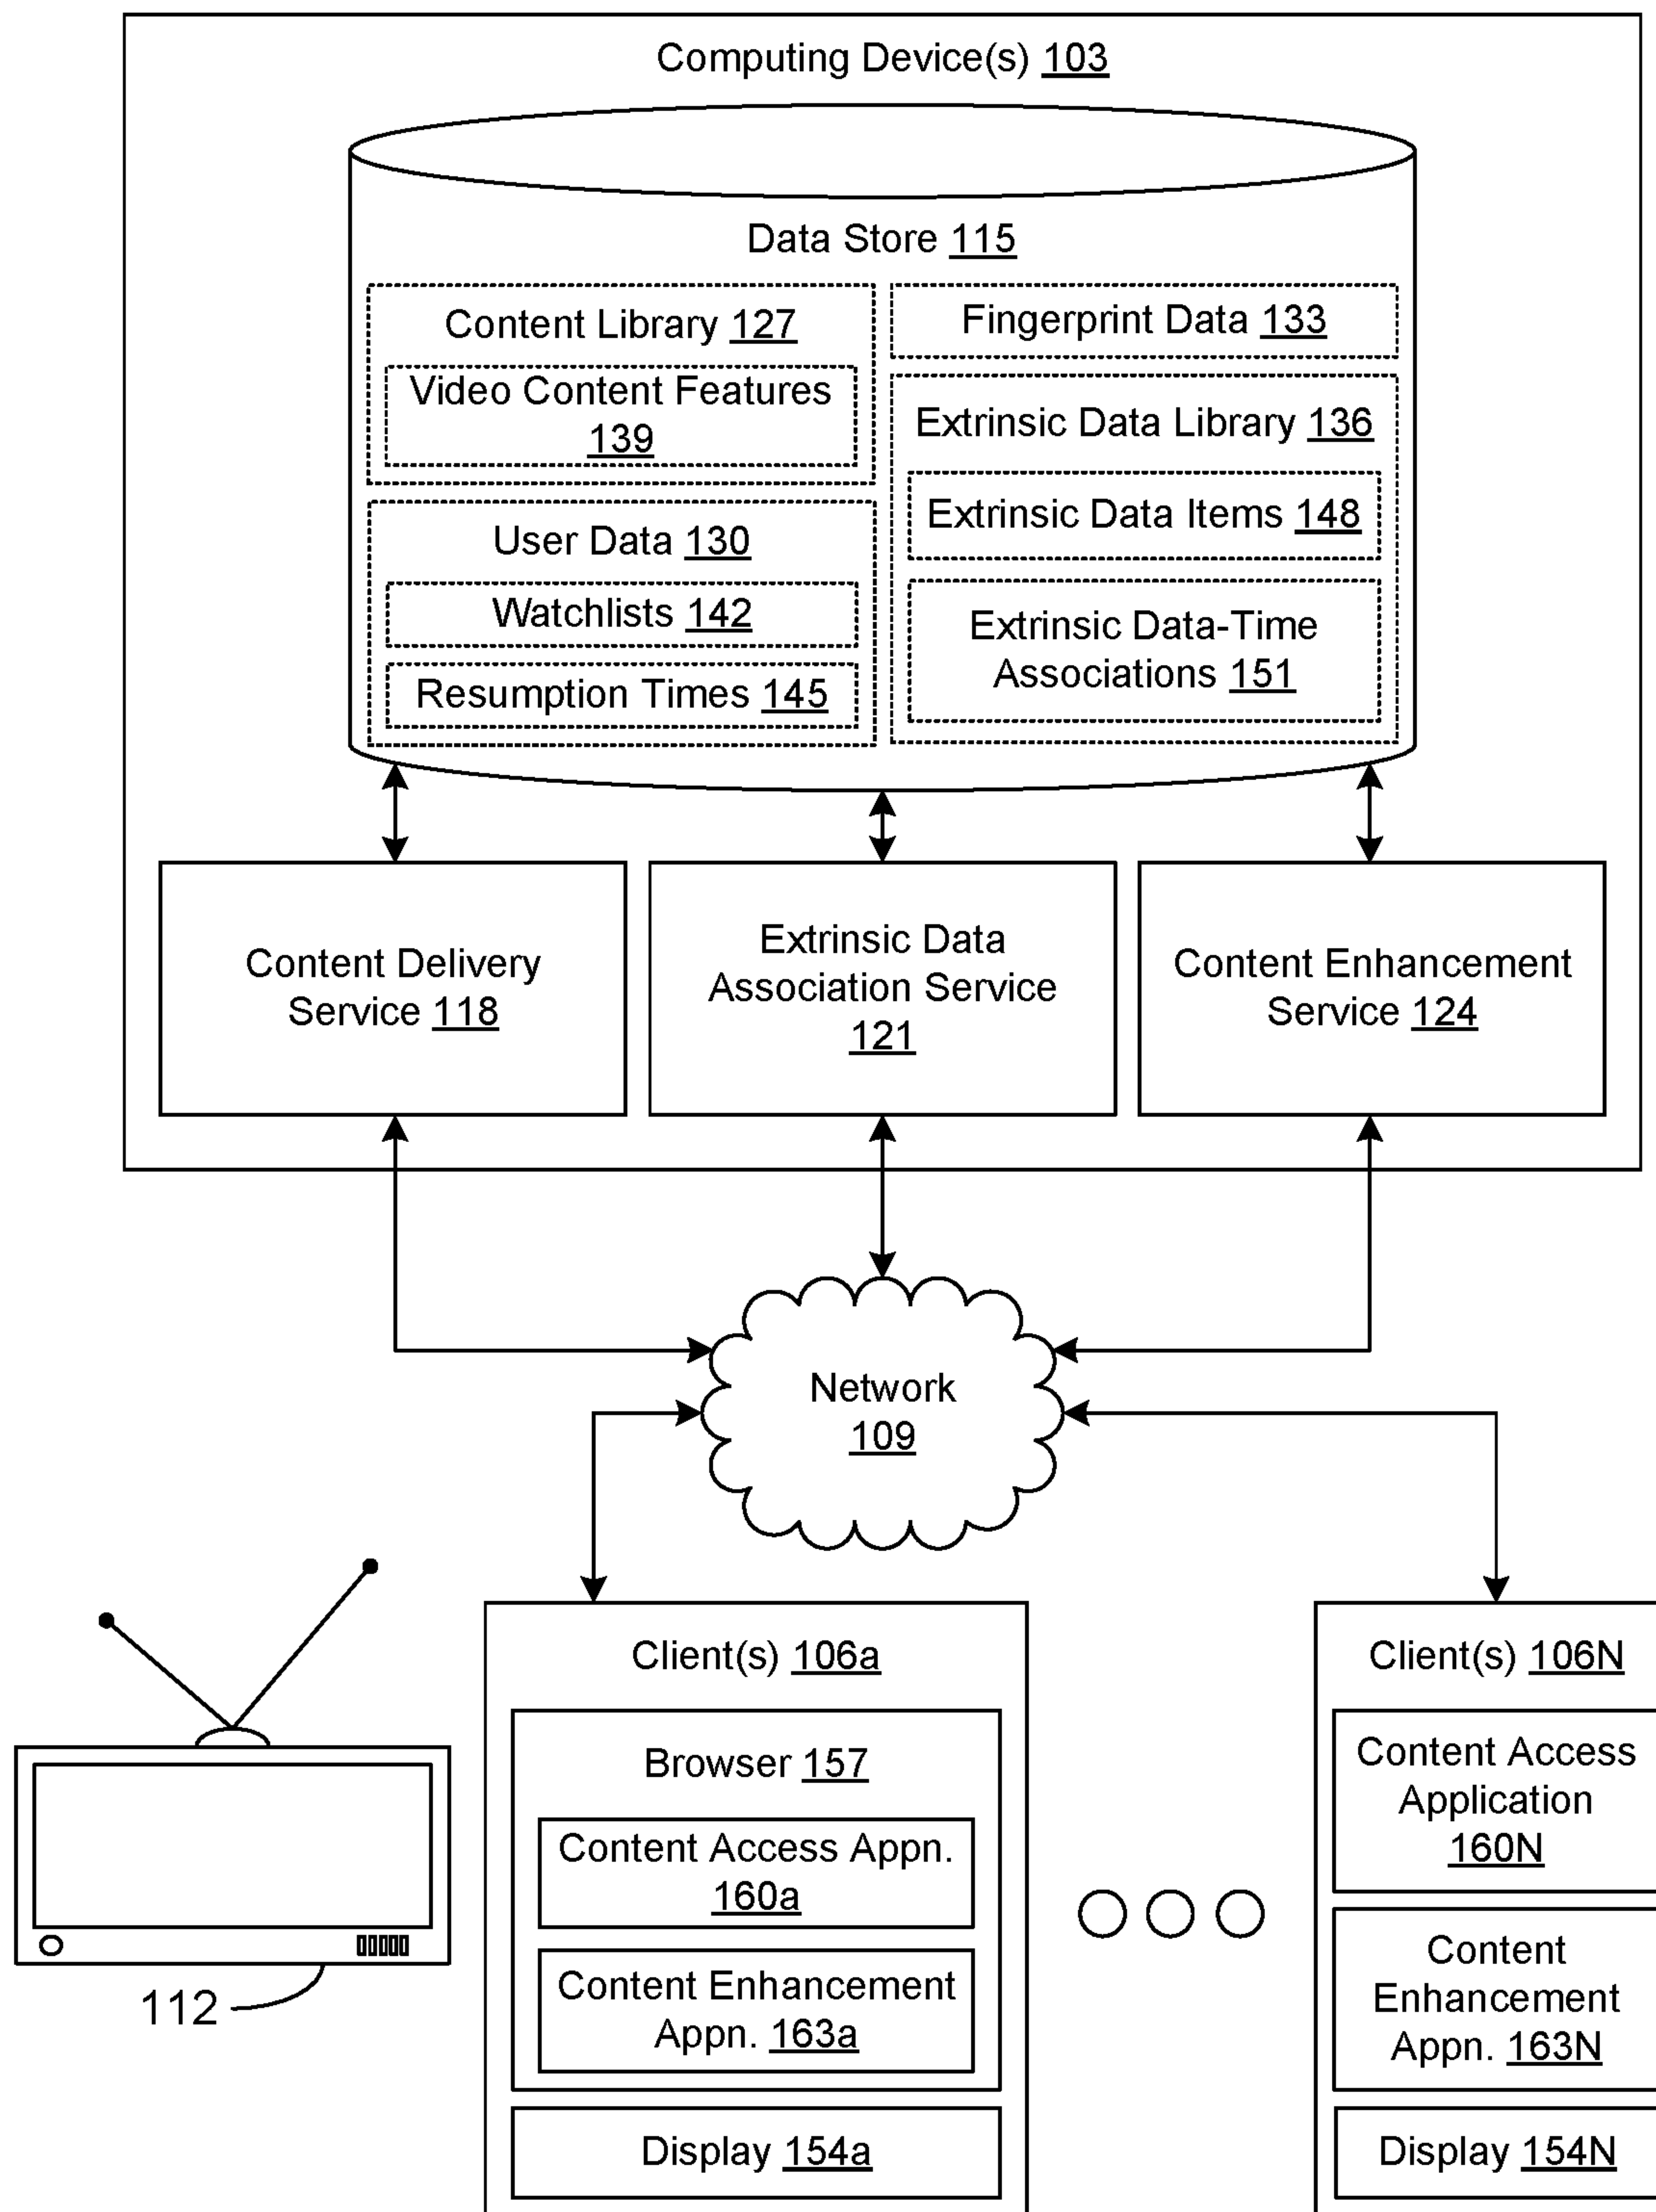 Computing Device(s) 103
Data Store 115
Content Library 127
Video Content Features
139
User Data 130
Watchlists 142
Resumption Times 145
Fingerprint Data 133
Extrinsic Data Library 136
Extrinsic Data Items 148
Extrinsic Data-Time
Associations 151
Content Delivery
Service 118
Extrinsic Data
Association Service
121
Content Enhancement
Service 124
Network
109
112
Client(s) 106a
Browser 157
Content Access Appn.
160a
Content Enhancement
Appn. 163a
Display 154a
Client(s) 106N
Content Access
Application
160N
Content
Enhancement
Appn. 163N
Display 154N